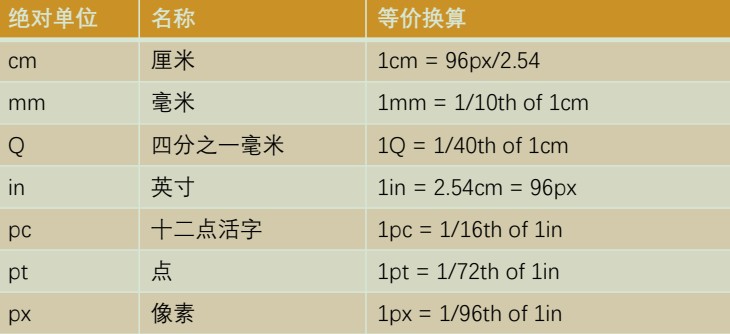 绝对单位 名称 等价换算
cm 厘米 1cm = 96px/2.54
mm 毫米 1mm = 1/10th of 1cm
Q 四分之一毫米 1Q = 1/40th of 1cm
in 英寸 1in = 2.54cm = 96px
pc 十二点活字 1pc = 1/16th of 1in
pt 点 1pt = 1/72th of 1in
px 像素 1px = 1/96th of 1in